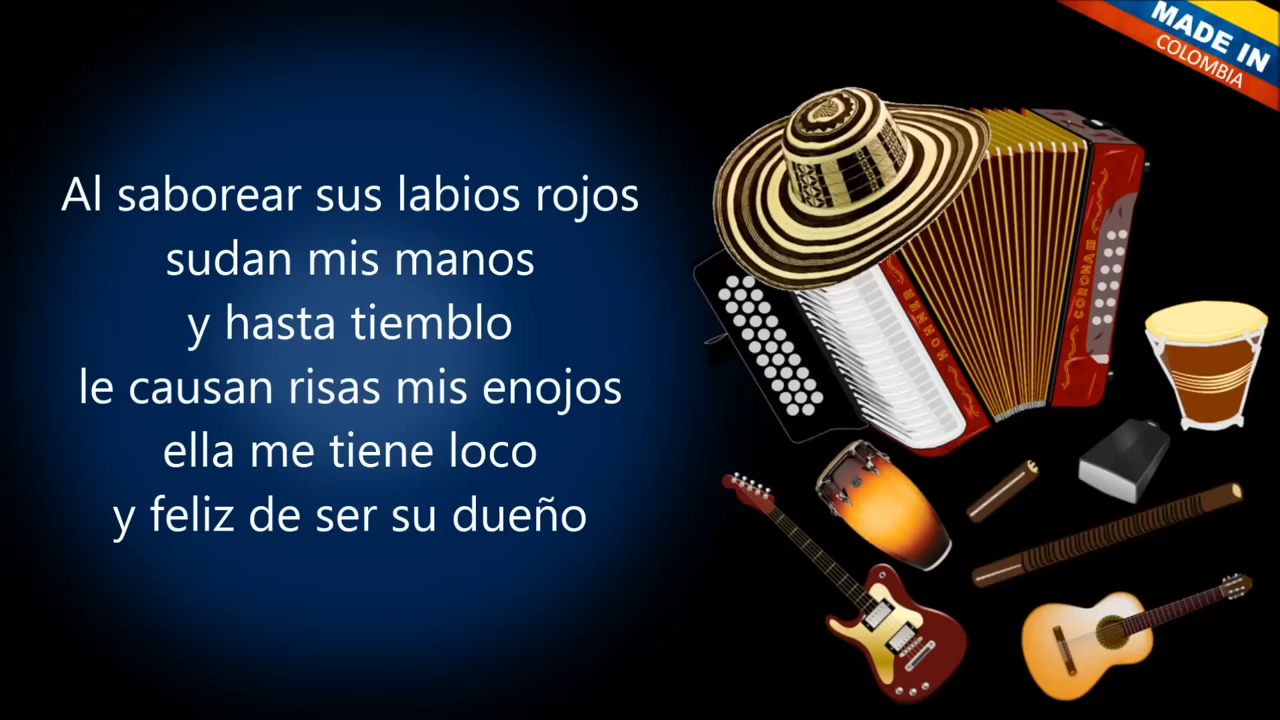 MADE IN
COLOMBIA
Al saborear sus labios rojos
sudan mis manos
y hasta tiemblo
le causan risas mis enojos
ella me tiene loco
y feliz de ser su dueño
HOHNER
CORONA III